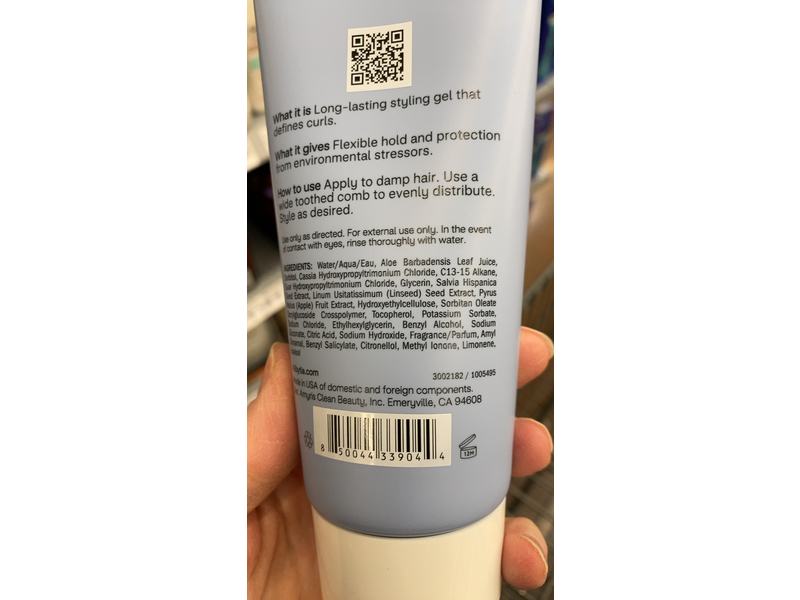 What it is Long-lasting styling gel that
defines curls.
What it gives Flexible hold and protection
from environmental stressors.
How to use Apply to damp hair. Use a
wide toothed comb to evenly distribute.
Style as desired.
Use only as directed. For external use only. In the event
of contact with eyes, rinse thoroughly with water.
INGREDIENTS: Water/Aqua/Eau, Aloe Barbadensis Leaf Juice,
Cassia Hydroxypropyltrimonium Chloride, C13-15 Alkane,
Hydroxypropyltrimonium Chloride, Glycerin, Salvia Hispanica
Seed Extract, Linum Usitatissimum (Linseed) Seed Extract, Pyrus
(Apple) Fruit Extract, Hydroxyethylcellulose, Sorbitan Oleate
Crosspolymer, Tocopherol, Potassium Sorbate,
Chloride, Ethylhexylglycerin, Benzyl Alcohol, Sodium
Citric Acid, Sodium Hydroxide, Fragrance/Parfum, Amyl
Benzyl Salicylate, Citronellol, Methyl Ionone, Limonene.
3002182 / 1005495
in USA of domestic and foreign components.
Amyris Clean Beauty, Inc. Emeryville, CA 94608
8 50044 33904 4
12M